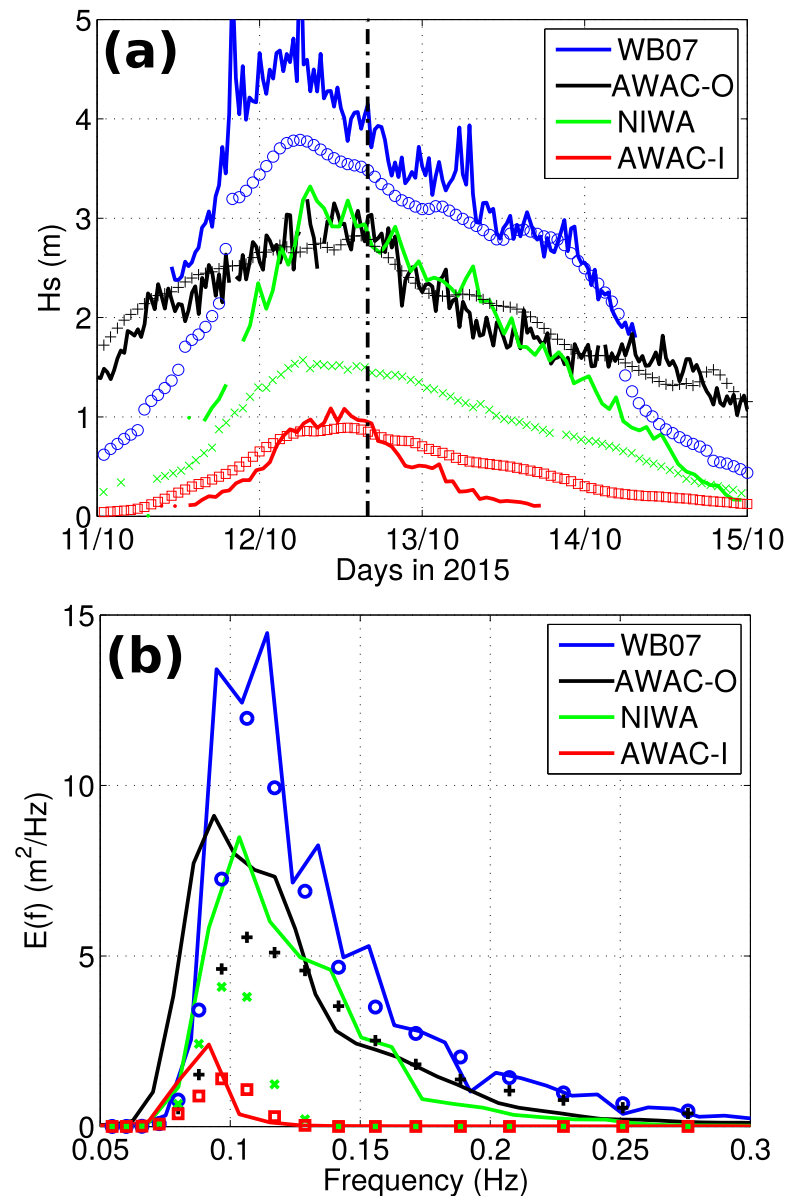 (a)
WB07
AWAC-O
NIWA
AWAC-I
5
4
3
2
1
0
Hs (m)
11/10
12/10
13/10
14/10
15/10
Days in 2015
(b)
WB07
AWAC-O
NIWA
AWAC-I
15
10
5
0
E(f) (m²/Hz)
0.05
0.1
0.15
0.2
0.25
0.3
Frequency (Hz)